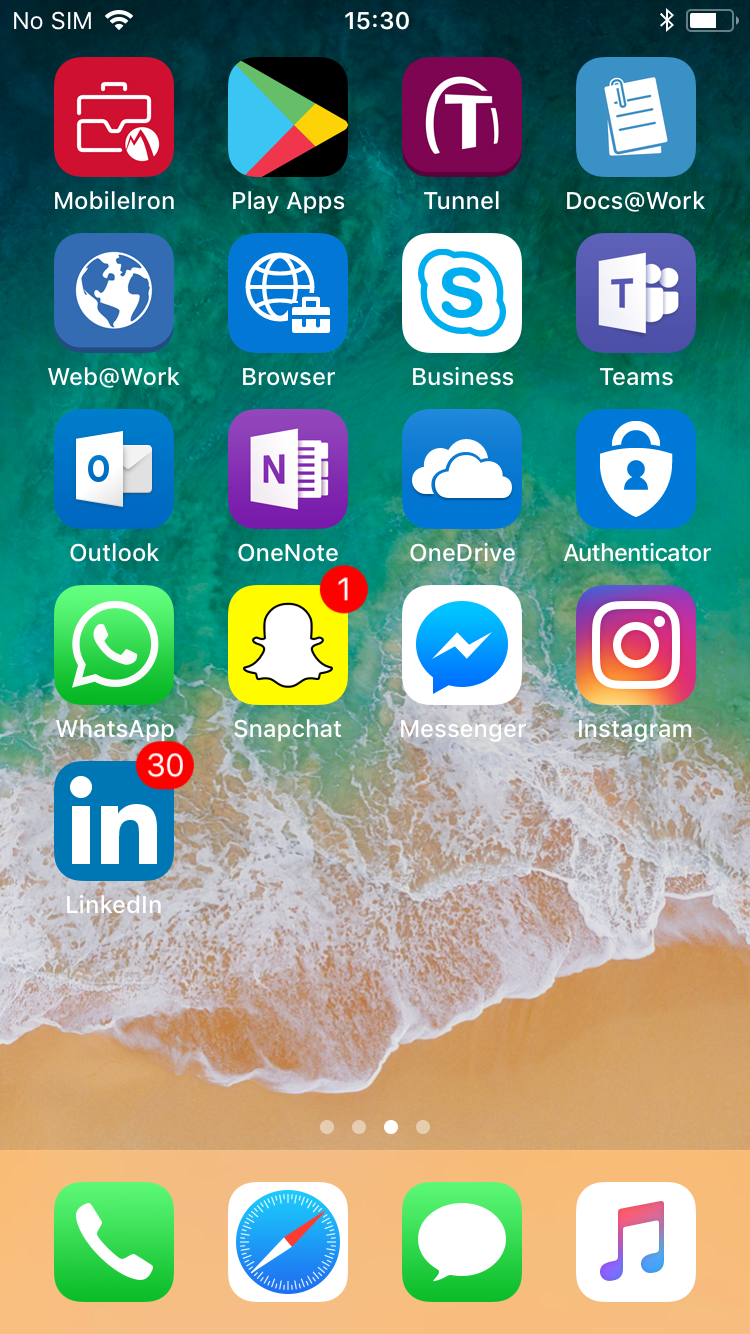 No SIM 15:30
MobileIron Play Apps Tunnel Docs@Work
Web@Work Browser Business Teams
Outlook OneNote OneDrive Authenticator
1
WhatsApp Snapchat Messenger Instagram
30
in
LinkedIn